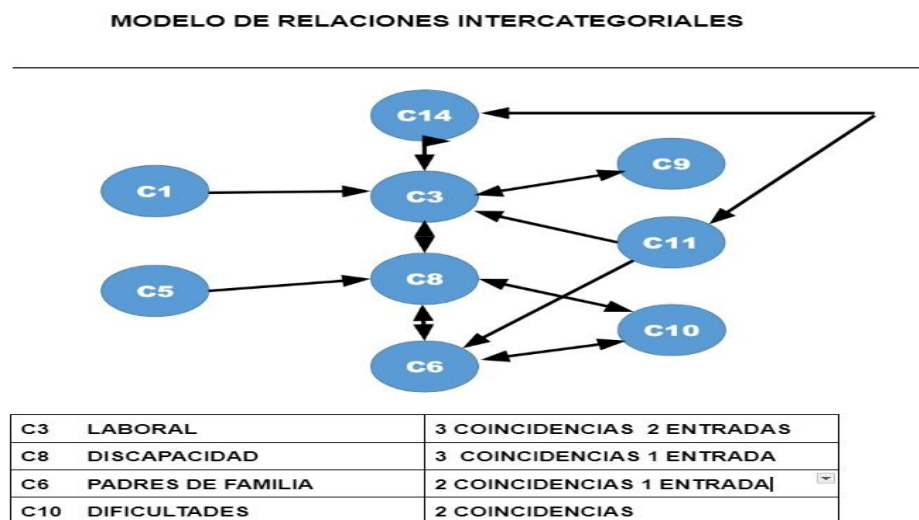 MODELO DE RELACIONES INTERCATEGORIALES
C14
C9
C1
C3
C11
C8
C5
C10
C6
C3 LABORAL 3 COINCIDENCIAS 2 ENTRADAS
C8 DISCAPACIDAD 3 COINCIDENCIAS 1 ENTRADA
C6 PADRES DE FAMILIA 2 COINCIDENCIAS 1 ENTRADA
C10 DIFICULTADES 2 COINCIDENCIAS